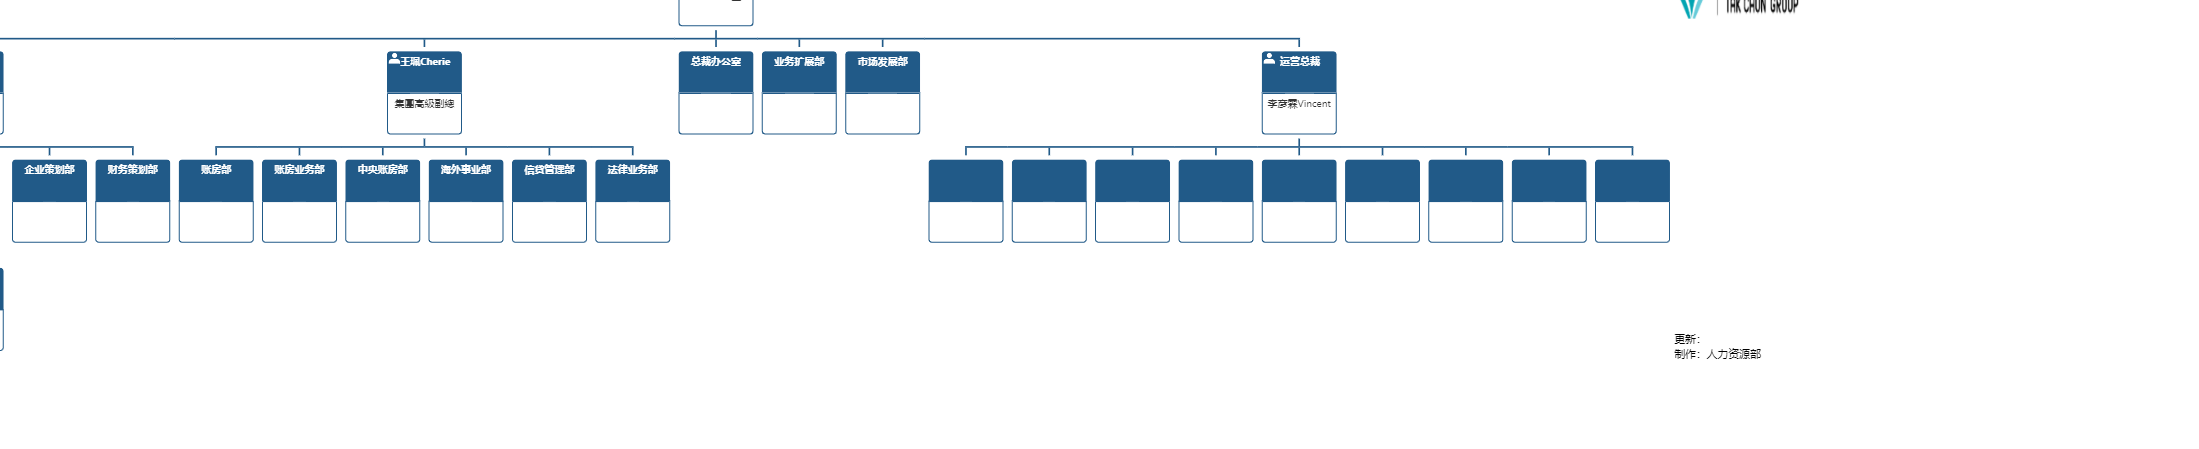 TAK CHUN GROUP
王珮Cherie
集團高級副總
总裁办公室
业务扩展部
市场发展部
运营总裁
李彦霖Vincent
企业策划部
财务策划部
账房部
账房业务部
中央账房部
海外事业部
信贷管理部
法律业务部
更新：
制作：人力资源部